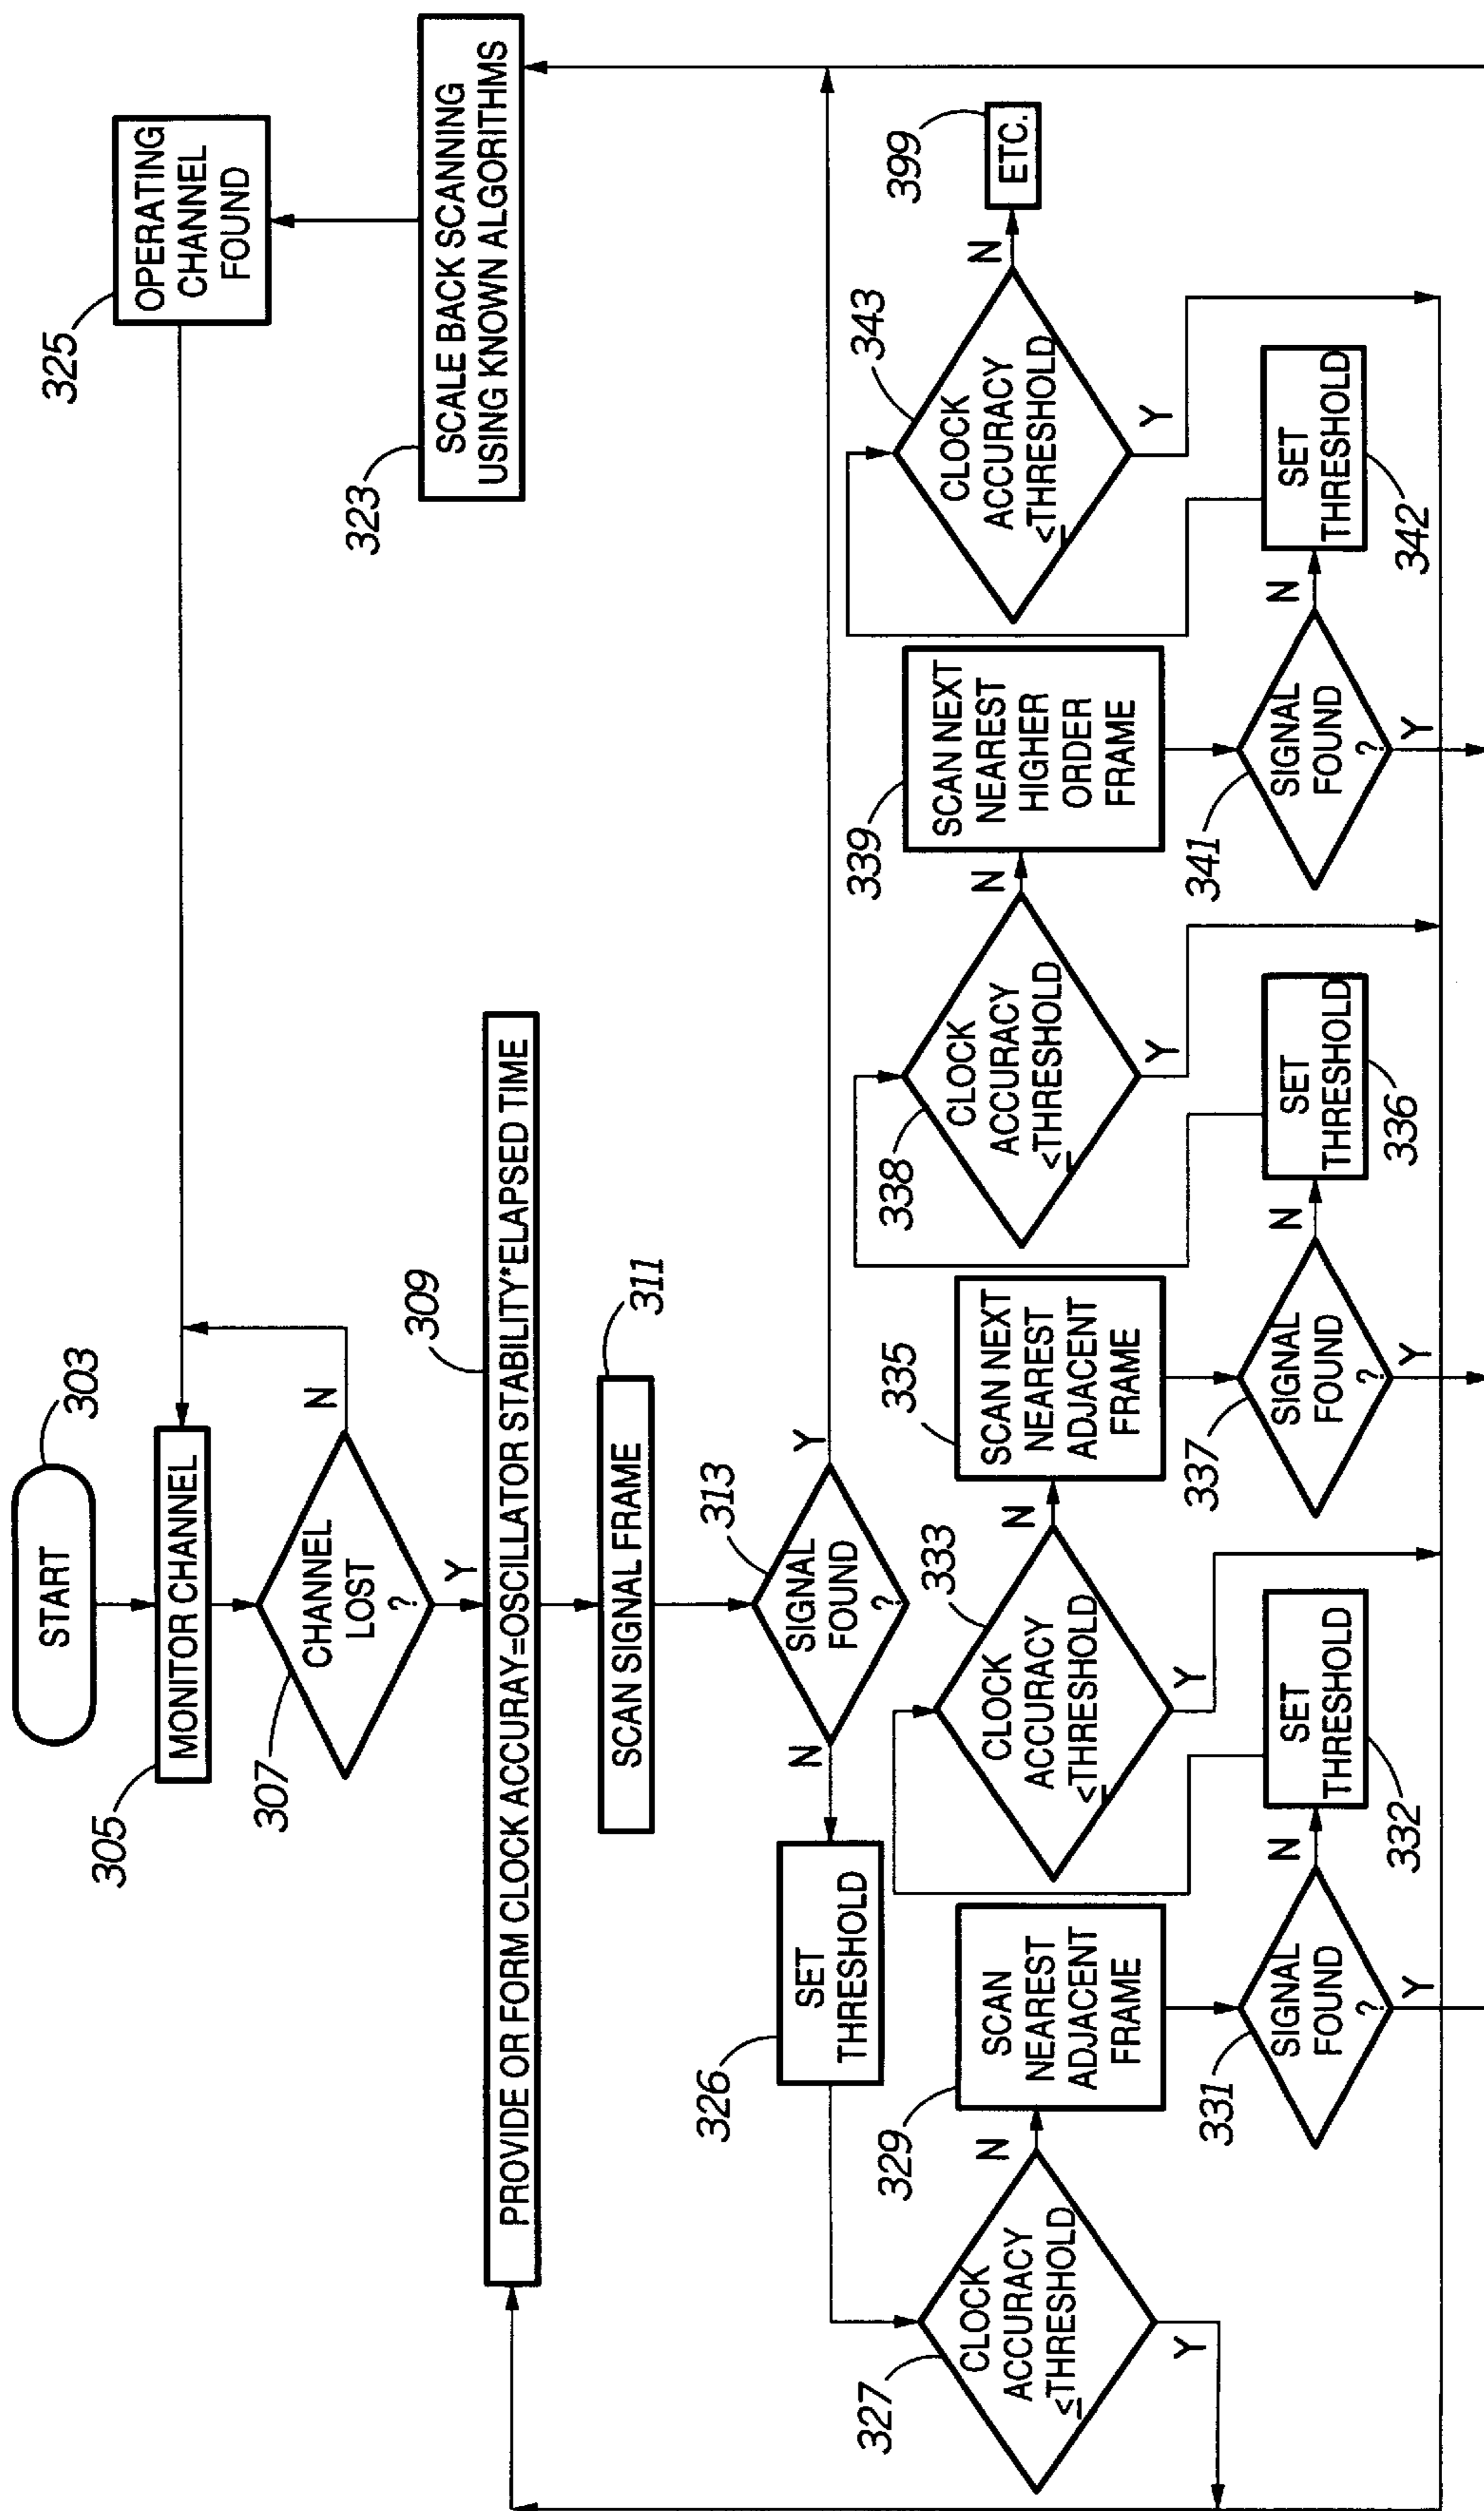 303
START
305
MONITOR CHANNEL
307
CHANNEL
LOST
?
N
Y
325
OPERATING
CHANNEL
FOUND
323
SCALE BACK SCANNING
USING KNOWN ALGORITHMS
309
PROVIDE OR FORM CLOCK ACCURAY=OSCILLATOR STABILITY*ELAPSED TIME
311
SCAN SIGNAL FRAME
313
SIGNAL
FOUND
?
N
Y
326
SET
THRESHOLD
327
CLOCK
ACCURACY
≤THRESHOLD
N
Y
329
SCAN
NEAREST
ADJACENT
FRAME
331
SIGNAL
FOUND
?
N
Y
332
SET
THRESHOLD
333
CLOCK
ACCURACY
≤THRESHOLD
N
Y
335
SCAN NEXT
NEAREST
ADJACENT
FRAME
337
SIGNAL
FOUND
?
N
Y
336
SET
THRESHOLD
338
CLOCK
ACCURACY
≤THRESHOLD
N
Y
339
SCAN NEXT
NEAREST
HIGHER
ORDER
FRAME
341
SIGNAL
FOUND
?
N
Y
342
SET
THRESHOLD
343
CLOCK
ACCURACY
≤THRESHOLD
N
Y
399
ETC.